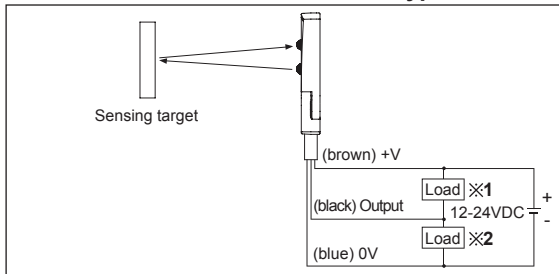 Sensing target
(brown) +V
Load ※1
(black) Output
12-24VDC
+
-
Load ※2
(blue) 0V